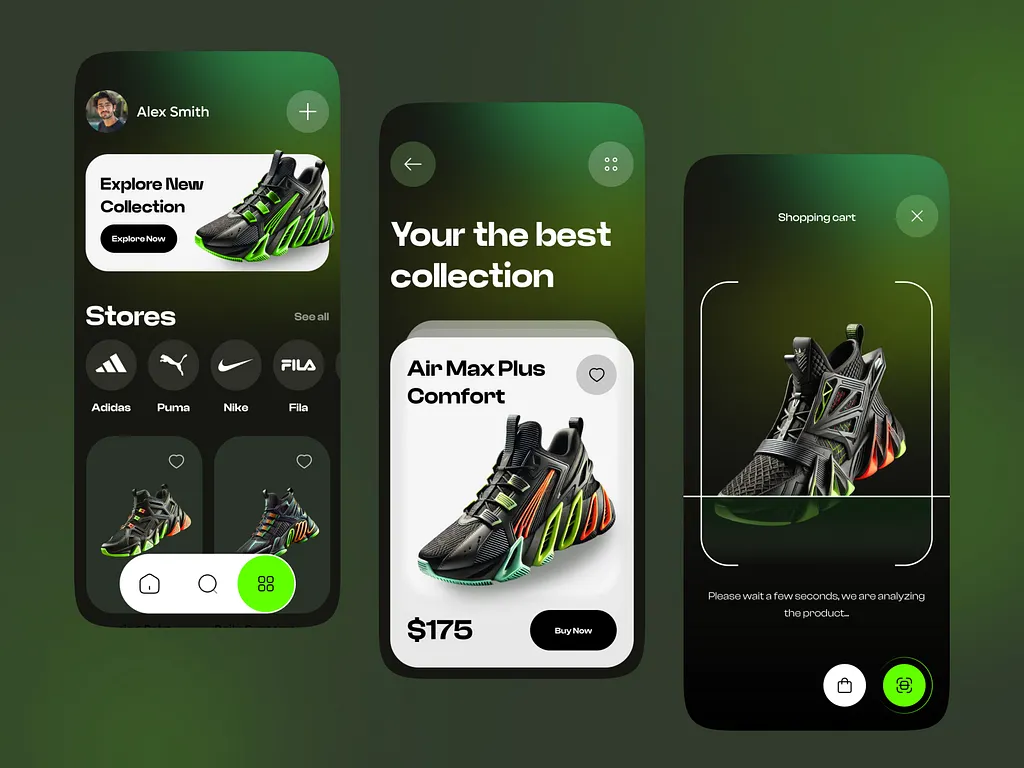 Alex Smith
Explore New
Collection
Explore Now
Stores
See all
FILA
Adidas
Puma
Nike
Fila
Your the best
collection
Air Max Plus
Comfort
$175
Buy Now
Shopping cart
Please wait a few seconds, we are analyzing
the product...